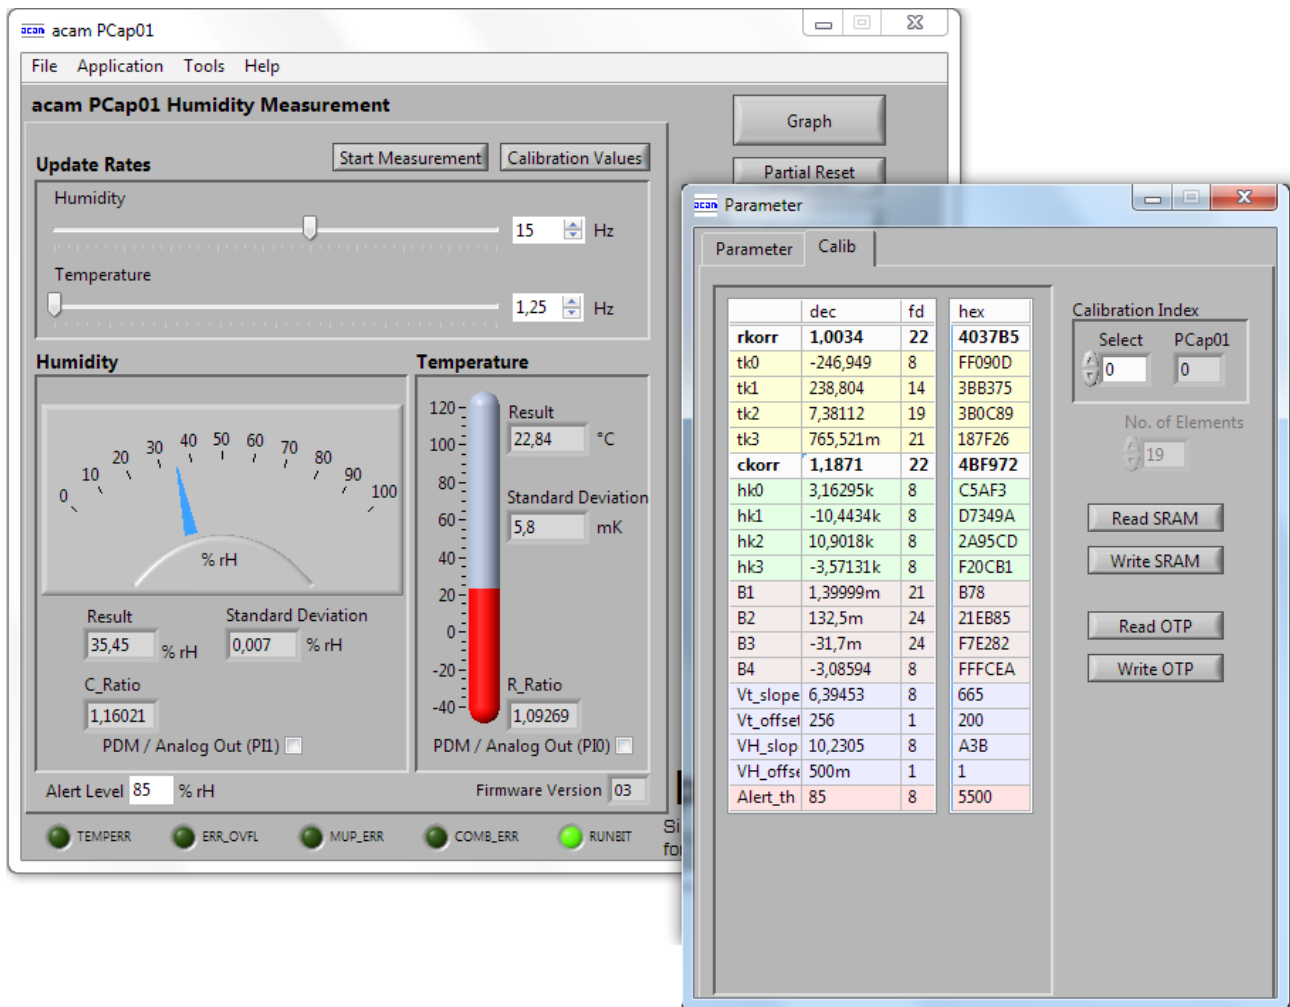 acam acam PCap01
File Application Tools Help
acam PCap01 Humidity Measurement
Graph
Partial Reset
Update Rates
Start Measurement Calibration Values
Humidity
15 Hz
Temperature
1,25 Hz
Humidity
0 10 20 30 40 50 60 70 80 90 100
% rH
Result Standard Deviation
35,45 % rH 0,007 % rH
C_Ratio
1,16021
PDM / Analog Out (PI1)
Temperature
120
100
80
60
40
20
0
-20
-40
Result
22,84 °C
Standard Deviation
5,8 mK
R_Ratio
1,09269
PDM / Analog Out (PI0)
Alert Level 85 % rH
Firmware Version 03
TEMPERR ERR_OVFL MUP_ERR COMB_ERR RUNBIT
Si
fo
acam Parameter
Parameter Calib
dec fd hex
rkorr 1,0034 22 4037B5
tk0 -246,949 8 FF090D
tk1 238,804 14 3BB375
tk2 7,38112 19 3B0C89
tk3 765,521m 21 187F26
ckorr 1,1871 22 4BF972
hk0 3,16295k 8 C5AF3
hk1 -10,4434k 8 D7349A
hk2 10,9018k 8 2A95CD
hk3 -3,57131k 8 F20CB1
B1 1,39999m 21 B78
B2 132,5m 24 21EB85
B3 -31,7m 24 F7E282
B4 -3,08594 8 FFFCEA
Vt_slope 6,39453 8 665
Vt_offset 256 1 200
VH_slop 10,2305 8 A3B
VH_offse 500m 1 1
Alert_th 85 8 5500
Calibration Index
Select PCap01
0 0
No. of Elements
19
Read SRAM
Write SRAM
Read OTP
Write OTP